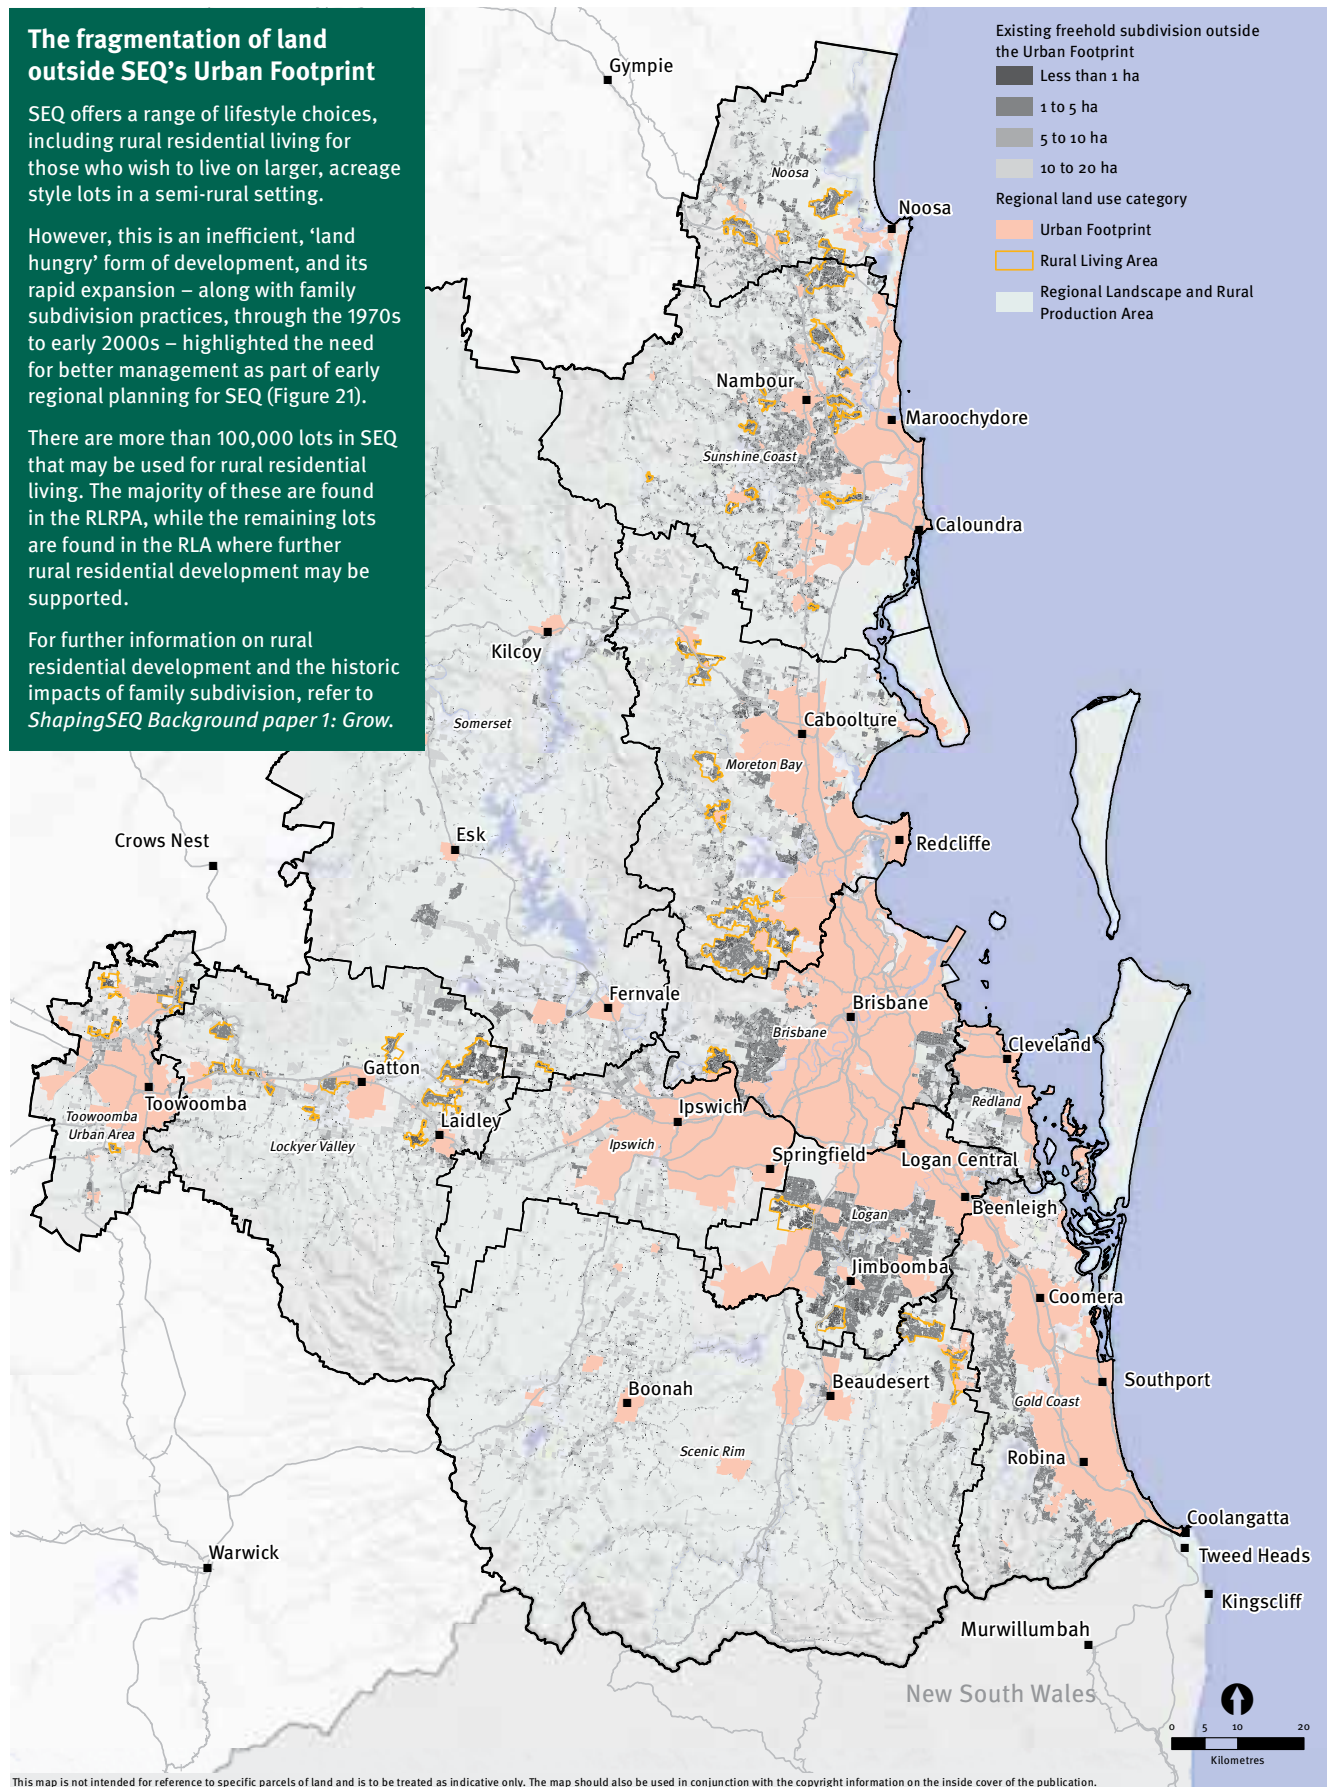 The fragmentation of land
outside SEQ's Urban Footprint
SEQ offers a range of lifestyle choices,
including rural residential living for
those who wish to live on larger, acreage
style lots in a semi-rural setting.
However, this is an inefficient, ‘land
hungry’ form of development, and its
rapid expansion – along with family
subdivision practices, through the 1970s
to early 2000s – highlighted the need
for better management as part of early
regional planning for SEQ (Figure 21).
There are more than 100,000 lots in SEQ
that may be used for rural residential
living. The majority of these are found
in the RLRPA, while the remaining lots
are found in the RLA where further
rural residential development may be
supported.
For further information on rural
residential development and the historic
impacts of family subdivision, refer to
ShapingSEQ Background paper 1: Grow.
Existing freehold subdivision outside
the Urban Footprint
Less than 1 ha
1 to 5 ha
5 to 10 ha
10 to 20 ha
Regional land use category
Urban Footprint
Rural Living Area
Regional Landscape and Rural
Production Area
Gympie
Noosa
Noosa
Nambour
Maroochydore
Sunshine Coast
Caloundra
Kilcoy
Somerset
Caboolture
Moreton Bay
Crows Nest
Esk
Redcliffe
Fernvale
Brisbane
Brisbane
Cleveland
Gatton
Toowoomba
Toowoomba
Urban Area
Lockyer Valley
Laidley
Ipswich
Ipswich
Redland
Springfield
Logan Central
Beenleigh
Logan
Jimboomba
Coomera
Boonah
Beaudesert
Southport
Gold Coast
Scenic Rim
Robina
Coolangatta
Tweed Heads
Warwick
Kingscliff
Murwillumbah
New South Wales
0 5 10 20
Kilometres
This map is not intended for reference to specific parcels of land and is to be treated as indicative only. The map should also be used in conjunction with the copyright information on the inside cover of the publication.